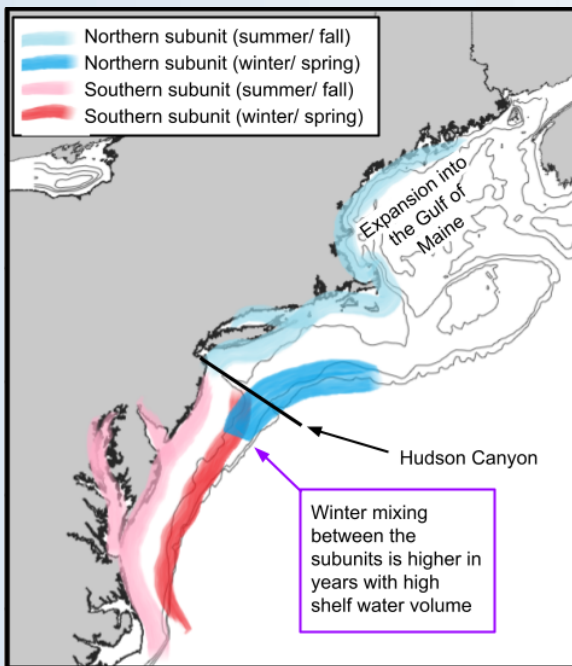 Northern subunit (summer/ fall)
Northern subunit (winter/ spring)
Southern subunit (summer/ fall)
Southern subunit (winter/ spring)
Expansion into
the Gulf of
Maine
Hudson Canyon
Winter mixing
between the
subunits is higher in
years with high
shelf water volume